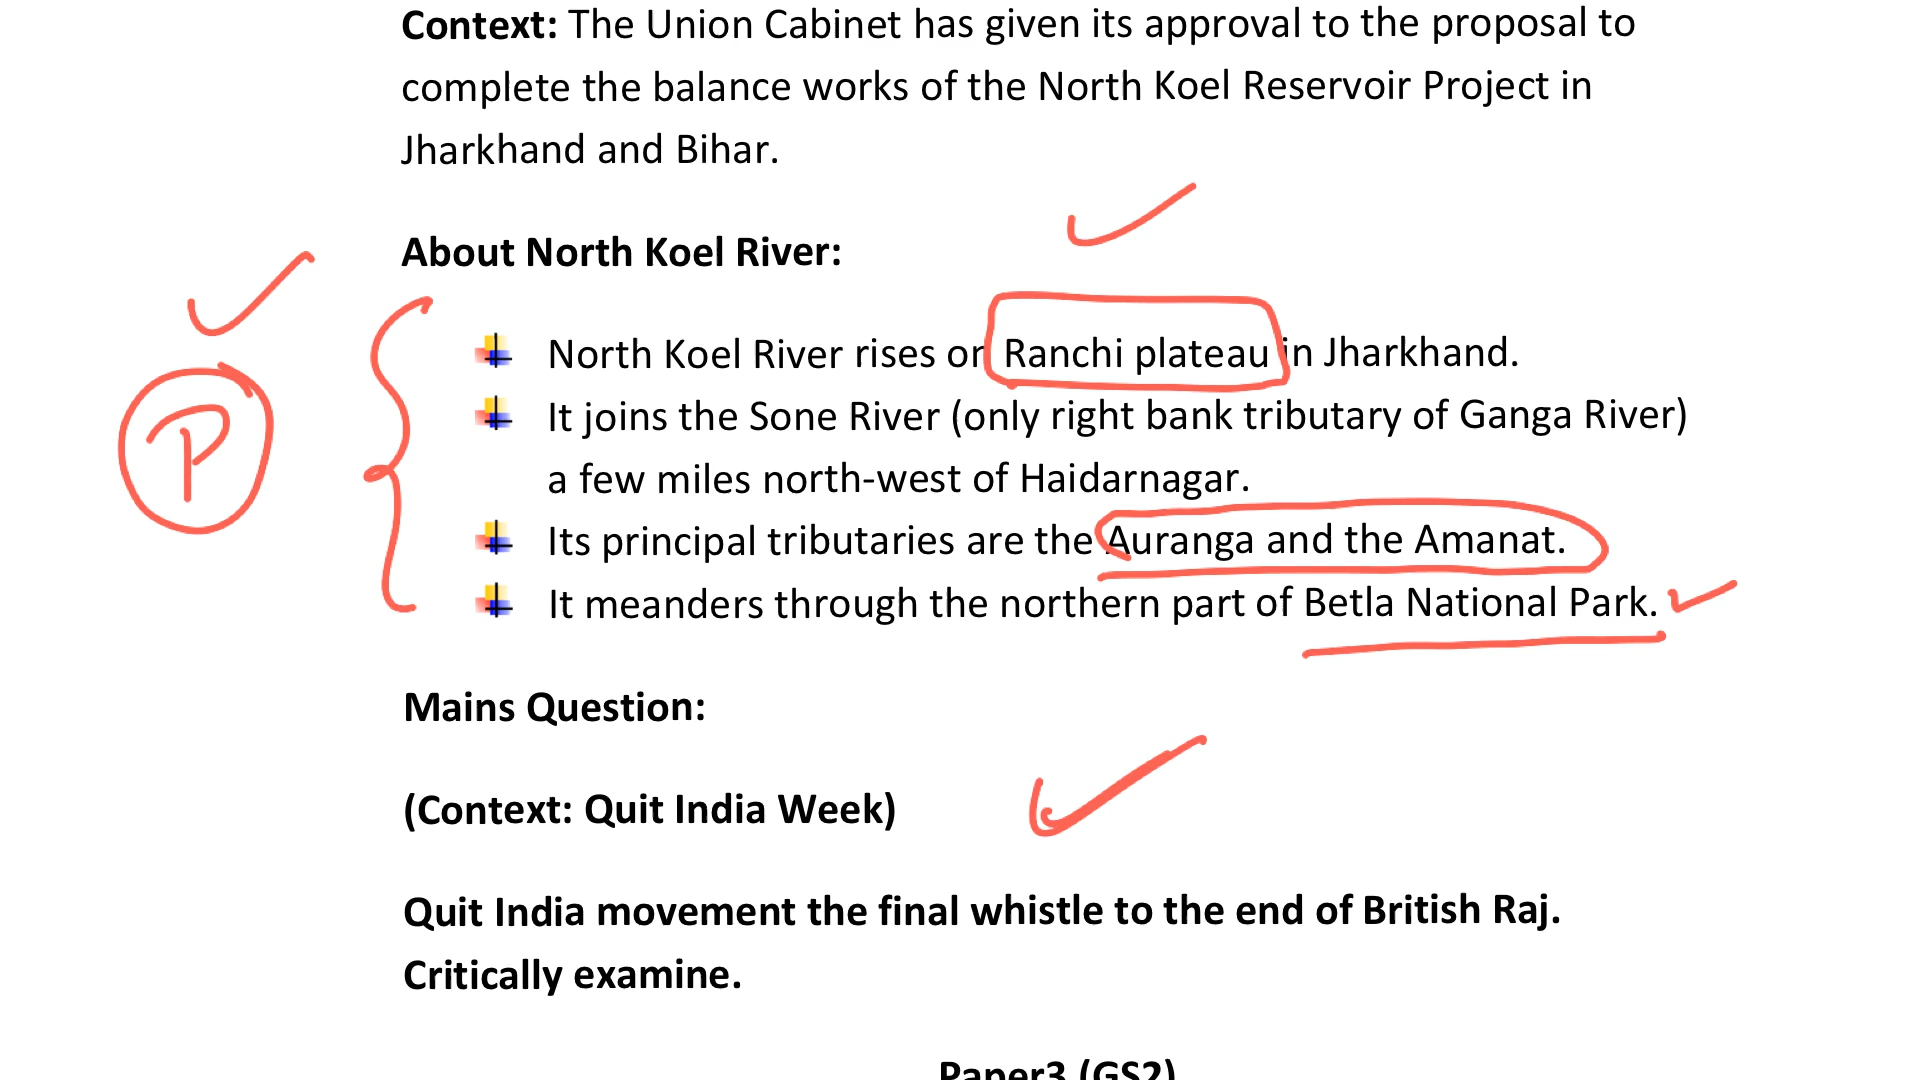 Context: The Union Cabinet has given its approval to the proposal to
complete the balance works of the North Koel Reservoir Project in
Jharkhand and Bihar.
About North Koel River:
North Koel River rises on Ranchi plateau in Jharkhand.
It joins the Sone River (only right bank tributary of Ganga River)
a few miles north-west of Haidarnagar.
P
Its principal tributaries are the Auranga and the Amanat.
It meanders through the northern part of Betla National Park.
Mains Question:
(Context: Quit India Week)
Quit India movement the final whistle to the end of British Raj.
Critically examine.
Paper3 (GS2)